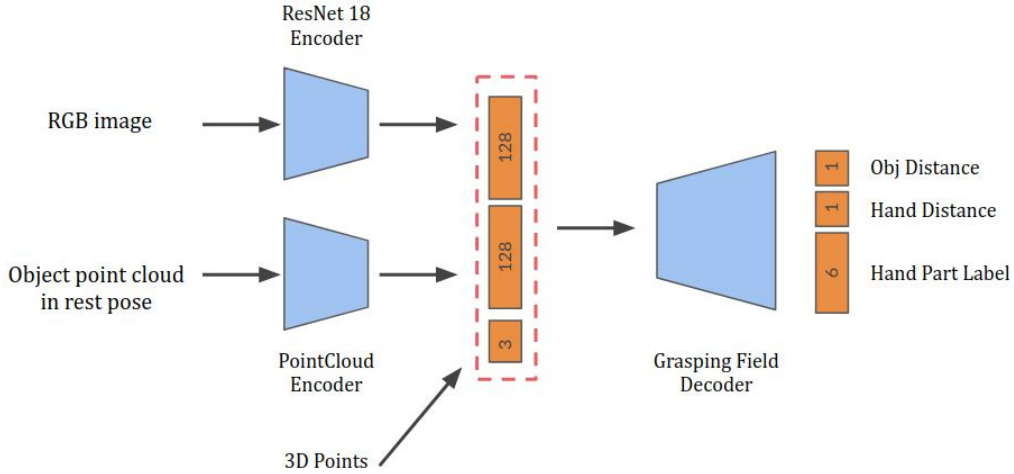 ResNet 18
Encoder
RGB image
128
128
3
1
1
6
Obj Distance
Hand Distance
Hand Part Label
Object point cloud
in rest pose
PointCloud
Encoder
Grasping Field
Decoder
3D Points